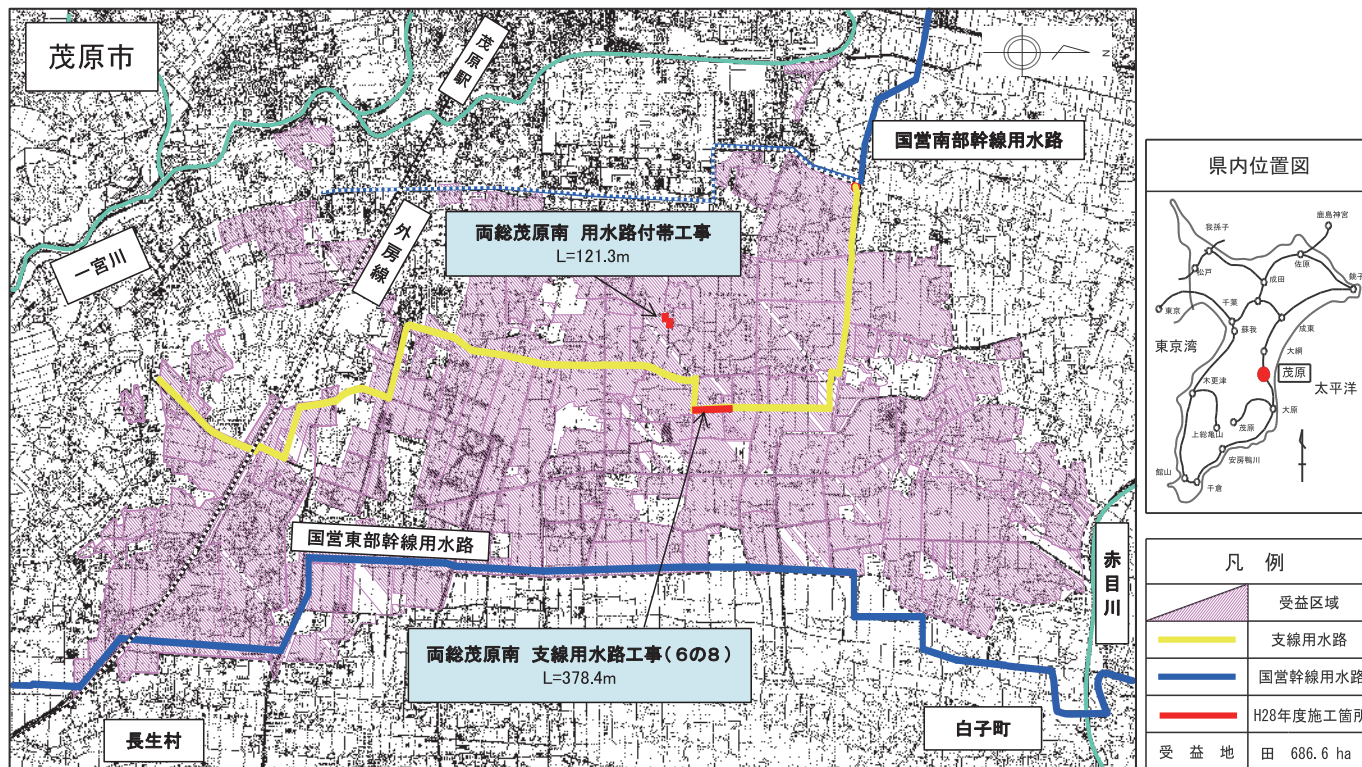 茂原市
茂原駅
N
国営南部幹線用水路
両総茂原南 用水路付帯工事
L=121.3m
外房線
一宮川
国営東部幹線用水路
赤目川
両総茂原南 支線用水路工事(6の8)
L=378.4m
長生村
白子町
県内位置図
鹿島神宮
我孫子
佐原
松戸
成田
銚子
千葉
東京
蘇我
成東
東京湾
大網
茂原
太平洋
木更津
大原
上総亀山
茂原
安房鴨川
館山
千倉
凡 例
受益区域
支線用水路
国営幹線用水路
H28年度施工箇所
受 益 地 田 686.6 ha